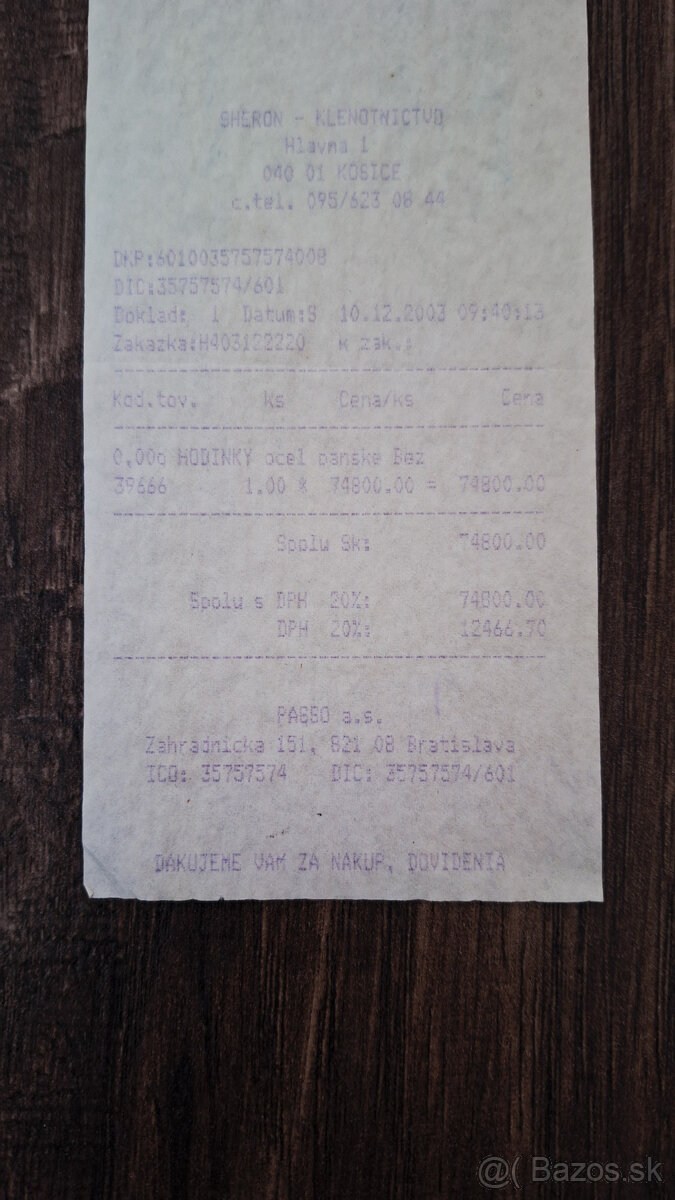 SHERON - KLENOTNICTVO
Hlavna 1
040 01 KOSICE
c.tel. 095/623 08 44
DKP:6010035757574008
DIC:35757574/601
Doklad: 1 Datum:S 10.12.2003 09:40:13
Zakazka:H403122220 k zak.:
Kod.tov. ks Cena/ks Cena
0,00o HODINKY ocel panske Bez
39666 1.00 * 74800.00 = 74800.00
Spolu Sk: 74800.00
Spolu s DPH 20%: 74800.00
DPH 20%: 12466.70
PASSO a.s.
Zahradnicka 151, 821 08 Bratislava
ICO: 35757574 DIC: 35757574/601
DAKUJEME VAM ZA NAKUP, DOVIDENIA
@( Bazos.sk